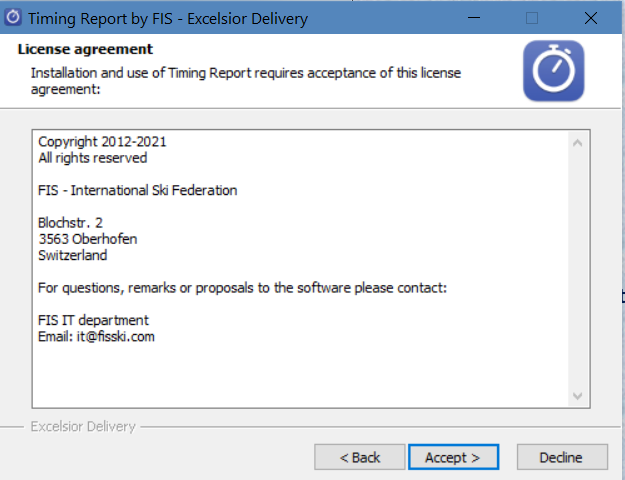 Timing Report by FIS - Excelsior Delivery
License agreement
Installation and use of Timing Report requires acceptance of this license
agreement:
Copyright 2012-2021
All rights reserved
FIS - International Ski Federation
Blochstr. 2
3563 Oberhofen
Switzerland
For questions, remarks or proposals to the software please contact:
FIS IT department
Email: it@fisski.com
Excelsior Delivery
< Back
Accept >
Decline